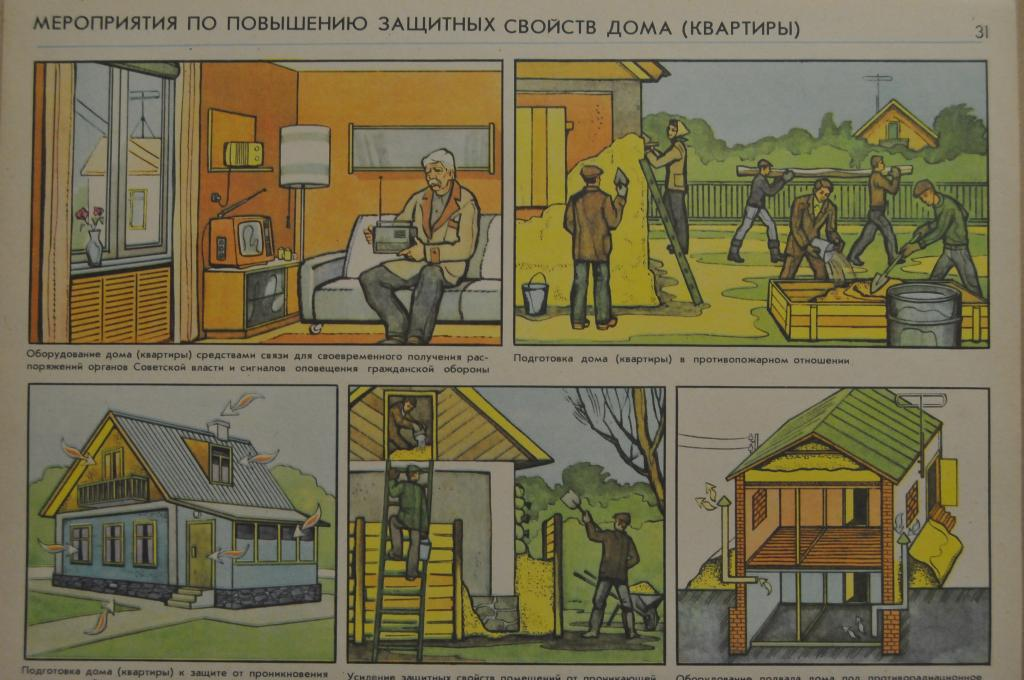 МЕРОПРИЯТИЯ ПО ПОВЫШЕНИЮ ЗАЩИТНЫХ СВОЙСТВ ДОМА (КВАРТИРЫ)
31
Оборудование дома (квартиры) средствами связи для своевременного получения рас-
поряжений органов Советской власти и сигналов оповещения гражданской обороны
Подготовка дома (квартиры) в противопожарном отношении
Подготовка дома (квартиры) к защите от проникновения
Усиление защитных свойств помещений от проникающей
Оборудование подвала дома под противорадиационное